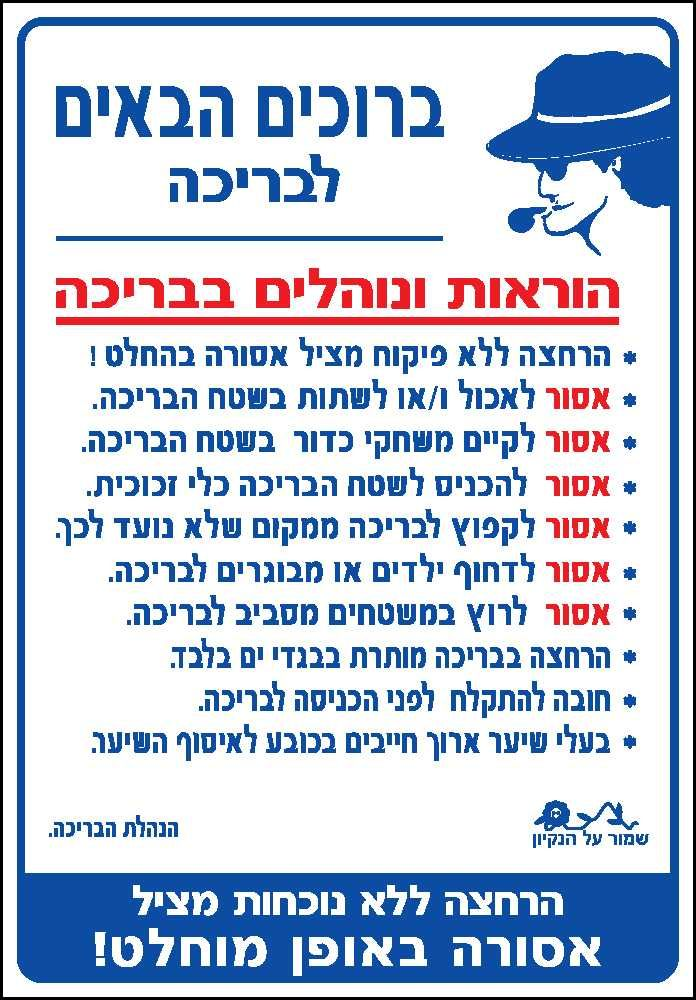 ברוכים הבאים
לבריכה
הוראות ונוהלים בבריכה
* הרחצה ללא פיקוח מציל אסורה בהחלט !
* אסור לאכול ו/או לשתות בשטח הבריכה.
* אסור לקיים משחקי כדור בשטח הבריכה.
* אסור להכניס לשטח הבריכה כלי זכוכית.
* אסור לקפוץ לבריכה ממקום שלא נועד לכך.
* אסור לדחוף ילדים או מבוגרים לבריכה.
* אסור לרוץ במשטחים מסביב לבריכה.
* הרחצה בבריכה מותרת בבגדי ים בלבד.
* חובה להתקלח לפני הכניסה לבריכה.
* בעלי שיער ארוך חייבים בכובע לאיסוף השיער.
שמור על הנקיון
הנהלת הבריכה.
הרחצה ללא נוכחות מציל
אסורה באופן מוחלט!